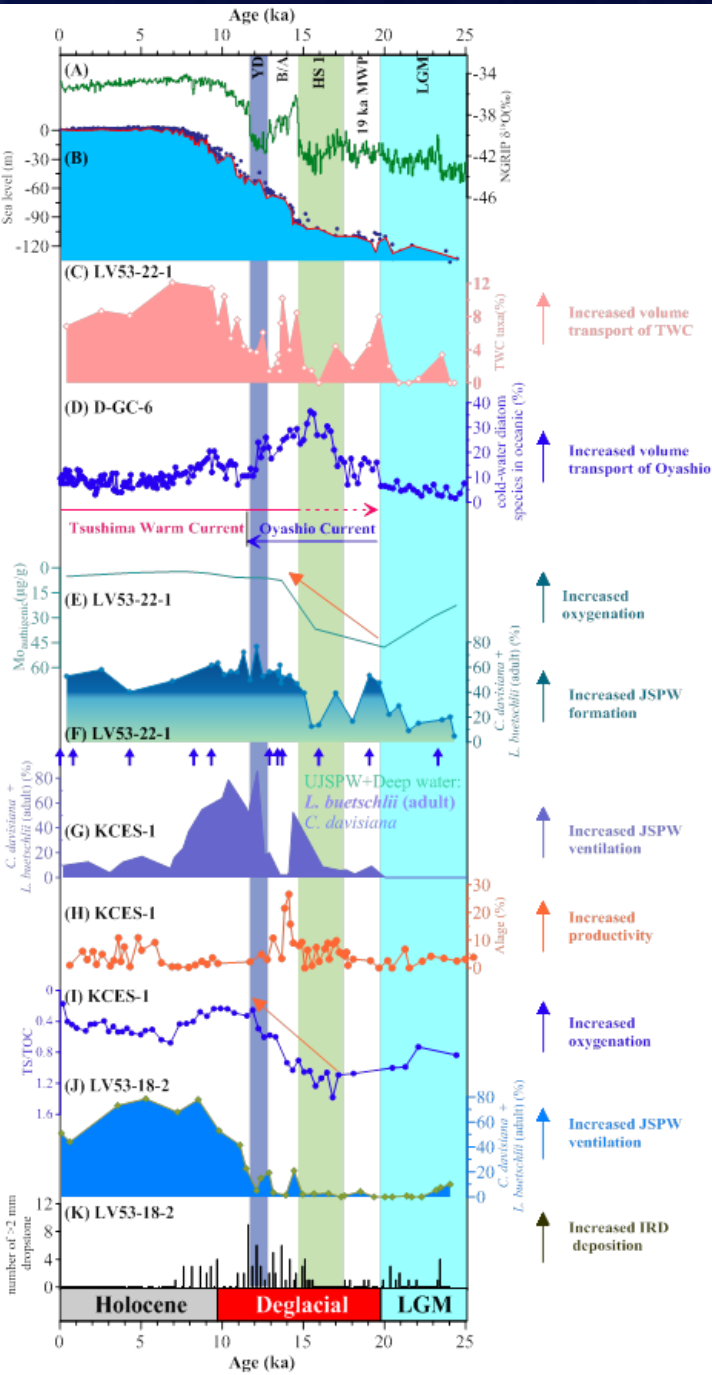 Age (ka)
0 5 10 15 20 25
YD
B/A
HS 1
19 ka MWP
LGM
(A)
-34
-38
-42
-46
NGRIP δ¹⁸O(‰)
(B)
0
-30
-60
-90
-120
Sea level (m)
(C) LV53-22-1
12
8
4
0
TWC taxa(%)
Increased volume
transport of TWC
(D) D-GC-6
40
30
20
10
0
cold-water diatom
species in oceanic (%)
Increased volume
transport of Oyashio
Tsushima Warm Current
Oyashio Current
0
15
30
45
60
Mo authigenic(μg/g)
(E) LV53-22-1
Increased
oxygenation
80
60
40
20
0
C. davisiana +
L. buetschlii (adult) (%)
(F) LV53-22-1
Increased JSPW
formation
UJSPW+Deep water:
L. buetschlii (adult)
C. davisiana
80
40
20
0
C. davisiana +
L. buetschlii (adult) (%)
(G) KCES-1
Increased JSPW
ventilation
(H) KCES-1
30
20
10
0
Alage (%)
Increased
productivity
(I) KCES-1
0
0.4
0.8
1.2
1.6
TS/TOC
Increased
oxygenation
(J) LV53-18-2
80
60
40
20
0
C. davisiana +
L. buetschlii (adult) (%)
Increased JSPW
ventilation
(K) LV53-18-2
12
8
4
0
number of >2 mm
dropstone
Increased IRD
deposition
Holocene
Deglacial
LGM
0 5 10 15 20 25
Age (ka)